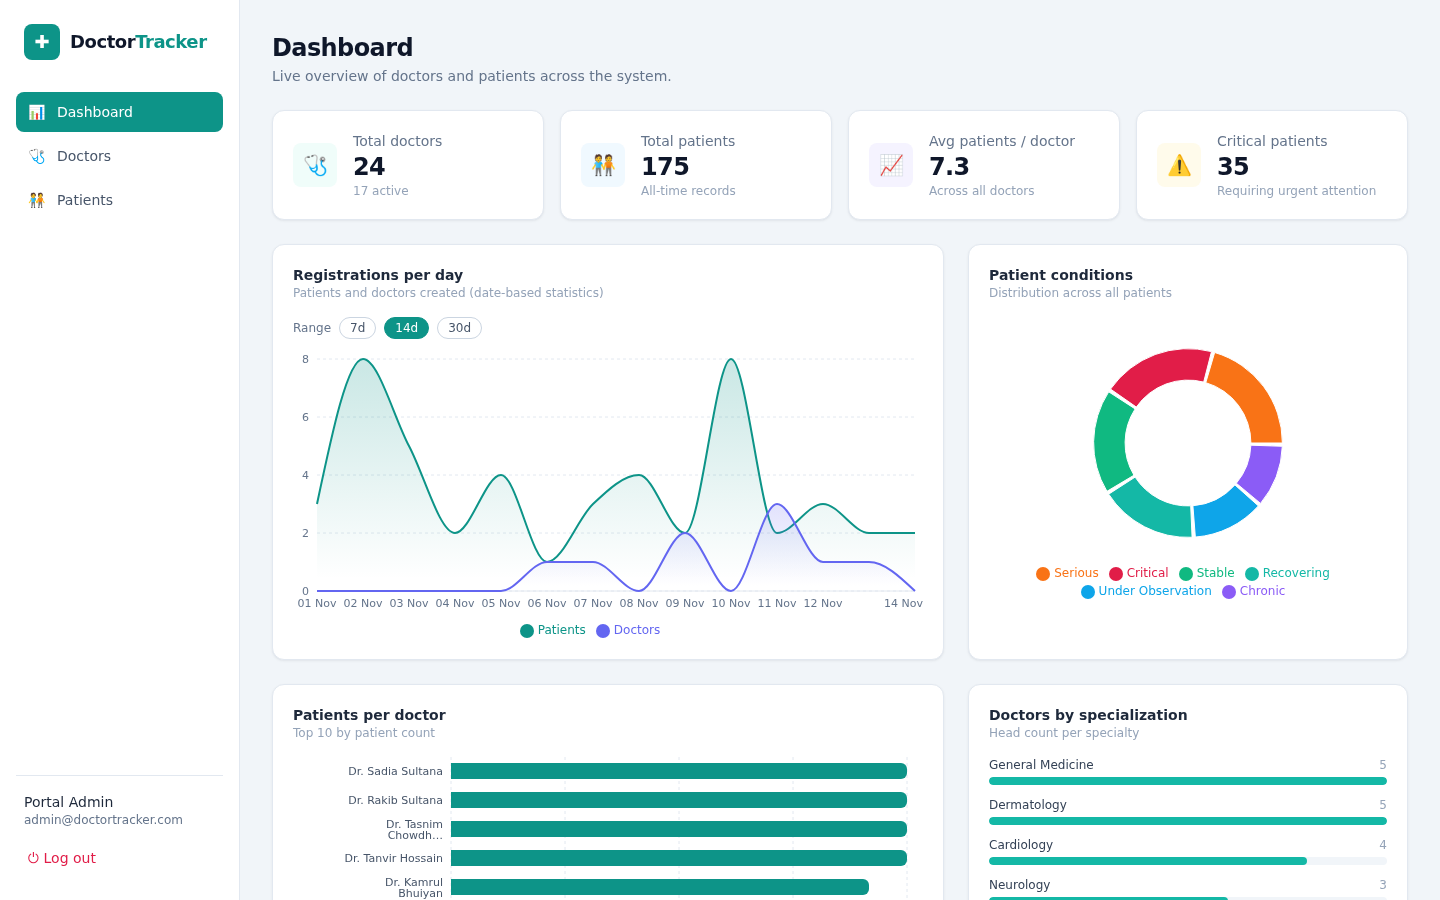 DoctorTracker
Dashboard
Doctors
Patients
Portal Admin
admin@doctortracker.com
Log out
Dashboard
Live overview of doctors and patients across the system.
Total doctors
24
17 active
Total patients
175
All-time records
Avg patients / doctor
7.3
Across all doctors
Critical patients
35
Requiring urgent attention
Registrations per day
Patients and doctors created (date-based statistics)
Range 7d 14d 30d
8
6
4
2
0
01 Nov 02 Nov 03 Nov 04 Nov 05 Nov 06 Nov 07 Nov 08 Nov 09 Nov 10 Nov 11 Nov 12 Nov 14 Nov
Patients Doctors
Patient conditions
Distribution across all patients
Serious Critical Stable Recovering
Under Observation Chronic
Patients per doctor
Top 10 by patient count
Dr. Sadia Sultana
Dr. Rakib Sultana
Dr. Tasnim
Chowdh…
Dr. Tanvir Hossain
Dr. Kamrul
Bhuiyan
Doctors by specialization
Head count per specialty
General Medicine 5
Dermatology 5
Cardiology 4
Neurology 3